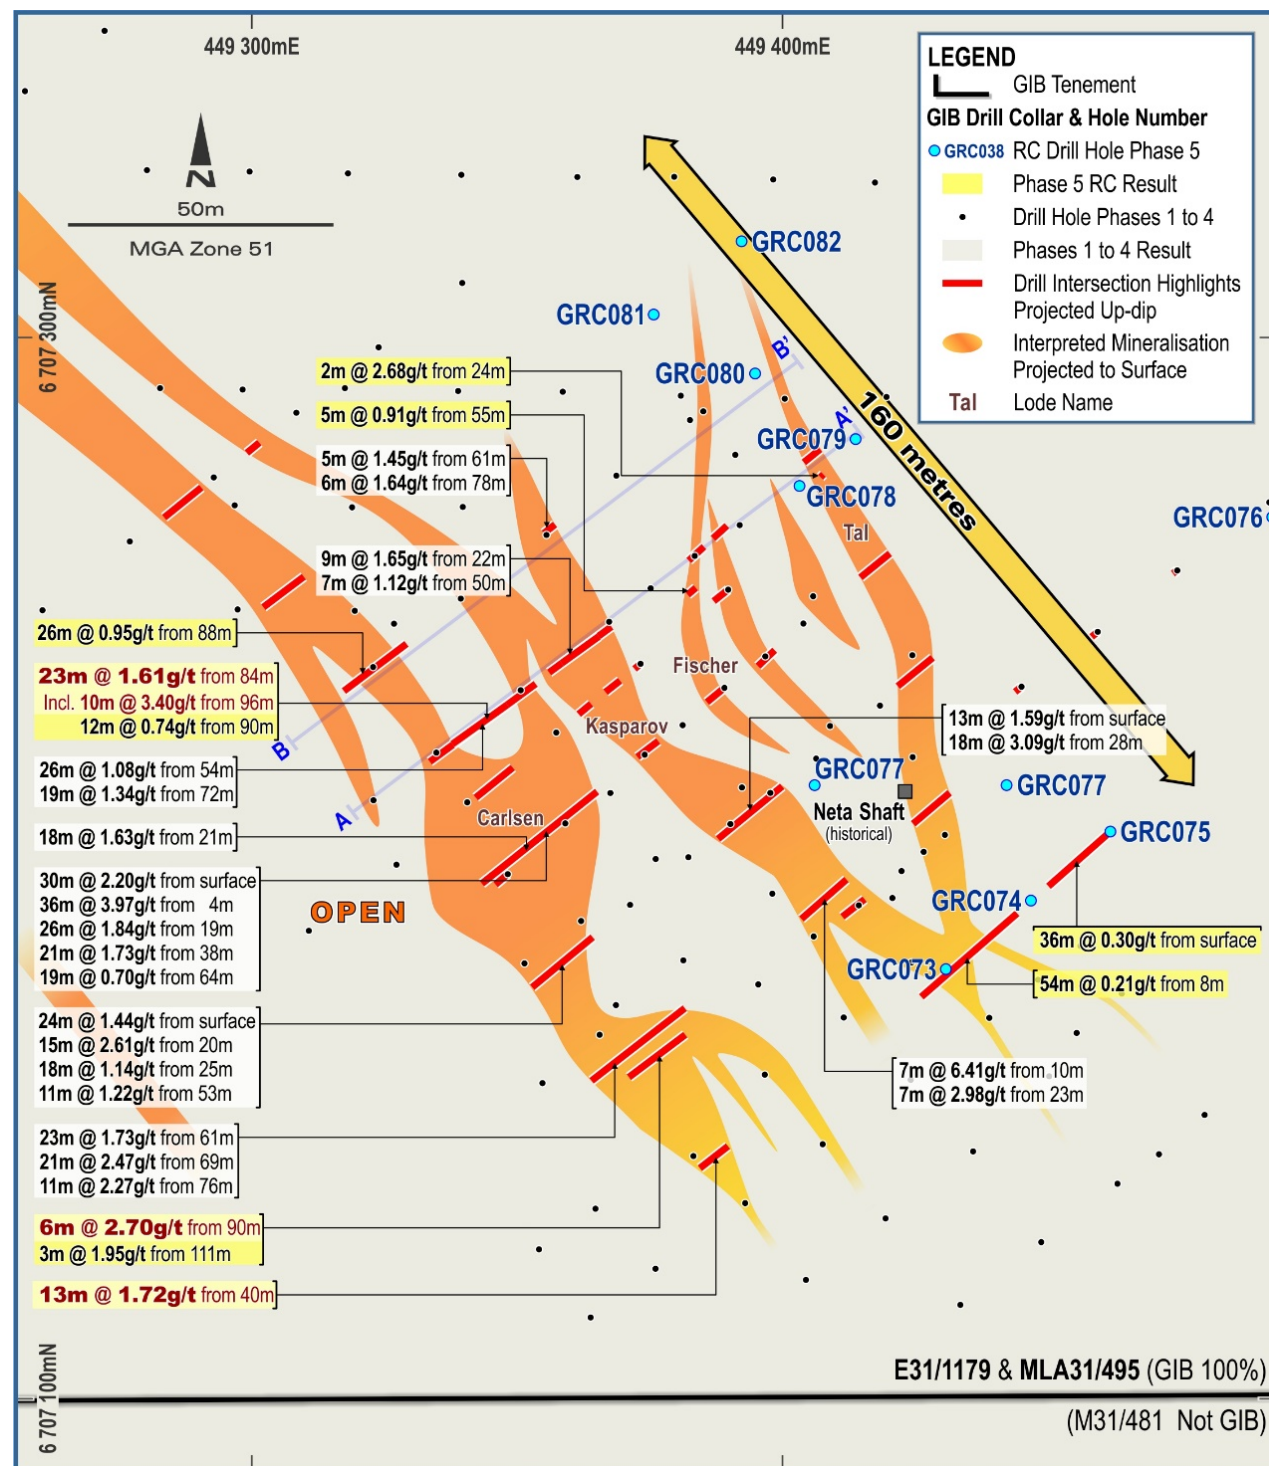 449 300mE
449 400mE
LEGEND
GIB Tenement
GIB Drill Collar & Hole Number
GRC038 RC Drill Hole Phase 5
Phase 5 RC Result
Drill Hole Phases 1 to 4
Phases 1 to 4 Result
Drill Intersection Highlights
Projected Up-dip
Interpreted Mineralisation
Projected to Surface
Tal Lode Name
N
50m
MGA Zone 51
6 707 300mN
GRC082
GRC081
GRC080
B'
A'
160 metres
GRC079
GRC078
GRC076
2m @ 2.68g/t from 24m
5m @ 0.91g/t from 55m
5m @ 1.45g/t from 61m
6m @ 1.64g/t from 78m
9m @ 1.65g/t from 22m
7m @ 1.12g/t from 50m
Tal
Fischer
Kasparov
26m @ 0.95g/t from 88m
23m @ 1.61g/t from 84m
Incl. 10m @ 3.40g/t from 96m
12m @ 0.74g/t from 90m
B
26m @ 1.08g/t from 54m
19m @ 1.34g/t from 72m
A
Carlsen
18m @ 1.63g/t from 21m
13m @ 1.59g/t from surface
18m @ 3.09g/t from 28m
GRC077
GRC077
Neta Shaft
(historical)
GRC075
GRC074
GRC073
30m @ 2.20g/t from surface
36m @ 3.97g/t from 4m
26m @ 1.84g/t from 19m
21m @ 1.73g/t from 38m
19m @ 0.70g/t from 64m
OPEN
36m @ 0.30g/t from surface
54m @ 0.21g/t from 8m
24m @ 1.44g/t from surface
15m @ 2.61g/t from 20m
18m @ 1.14g/t from 25m
11m @ 1.22g/t from 53m
7m @ 6.41g/t from 10m
7m @ 2.98g/t from 23m
23m @ 1.73g/t from 61m
21m @ 2.47g/t from 69m
11m @ 2.27g/t from 76m
6m @ 2.70g/t from 90m
3m @ 1.95g/t from 111m
13m @ 1.72g/t from 40m
6 707 100mN
E31/1179 & MLA31/495 (GIB 100%)
(M31/481 Not GIB)